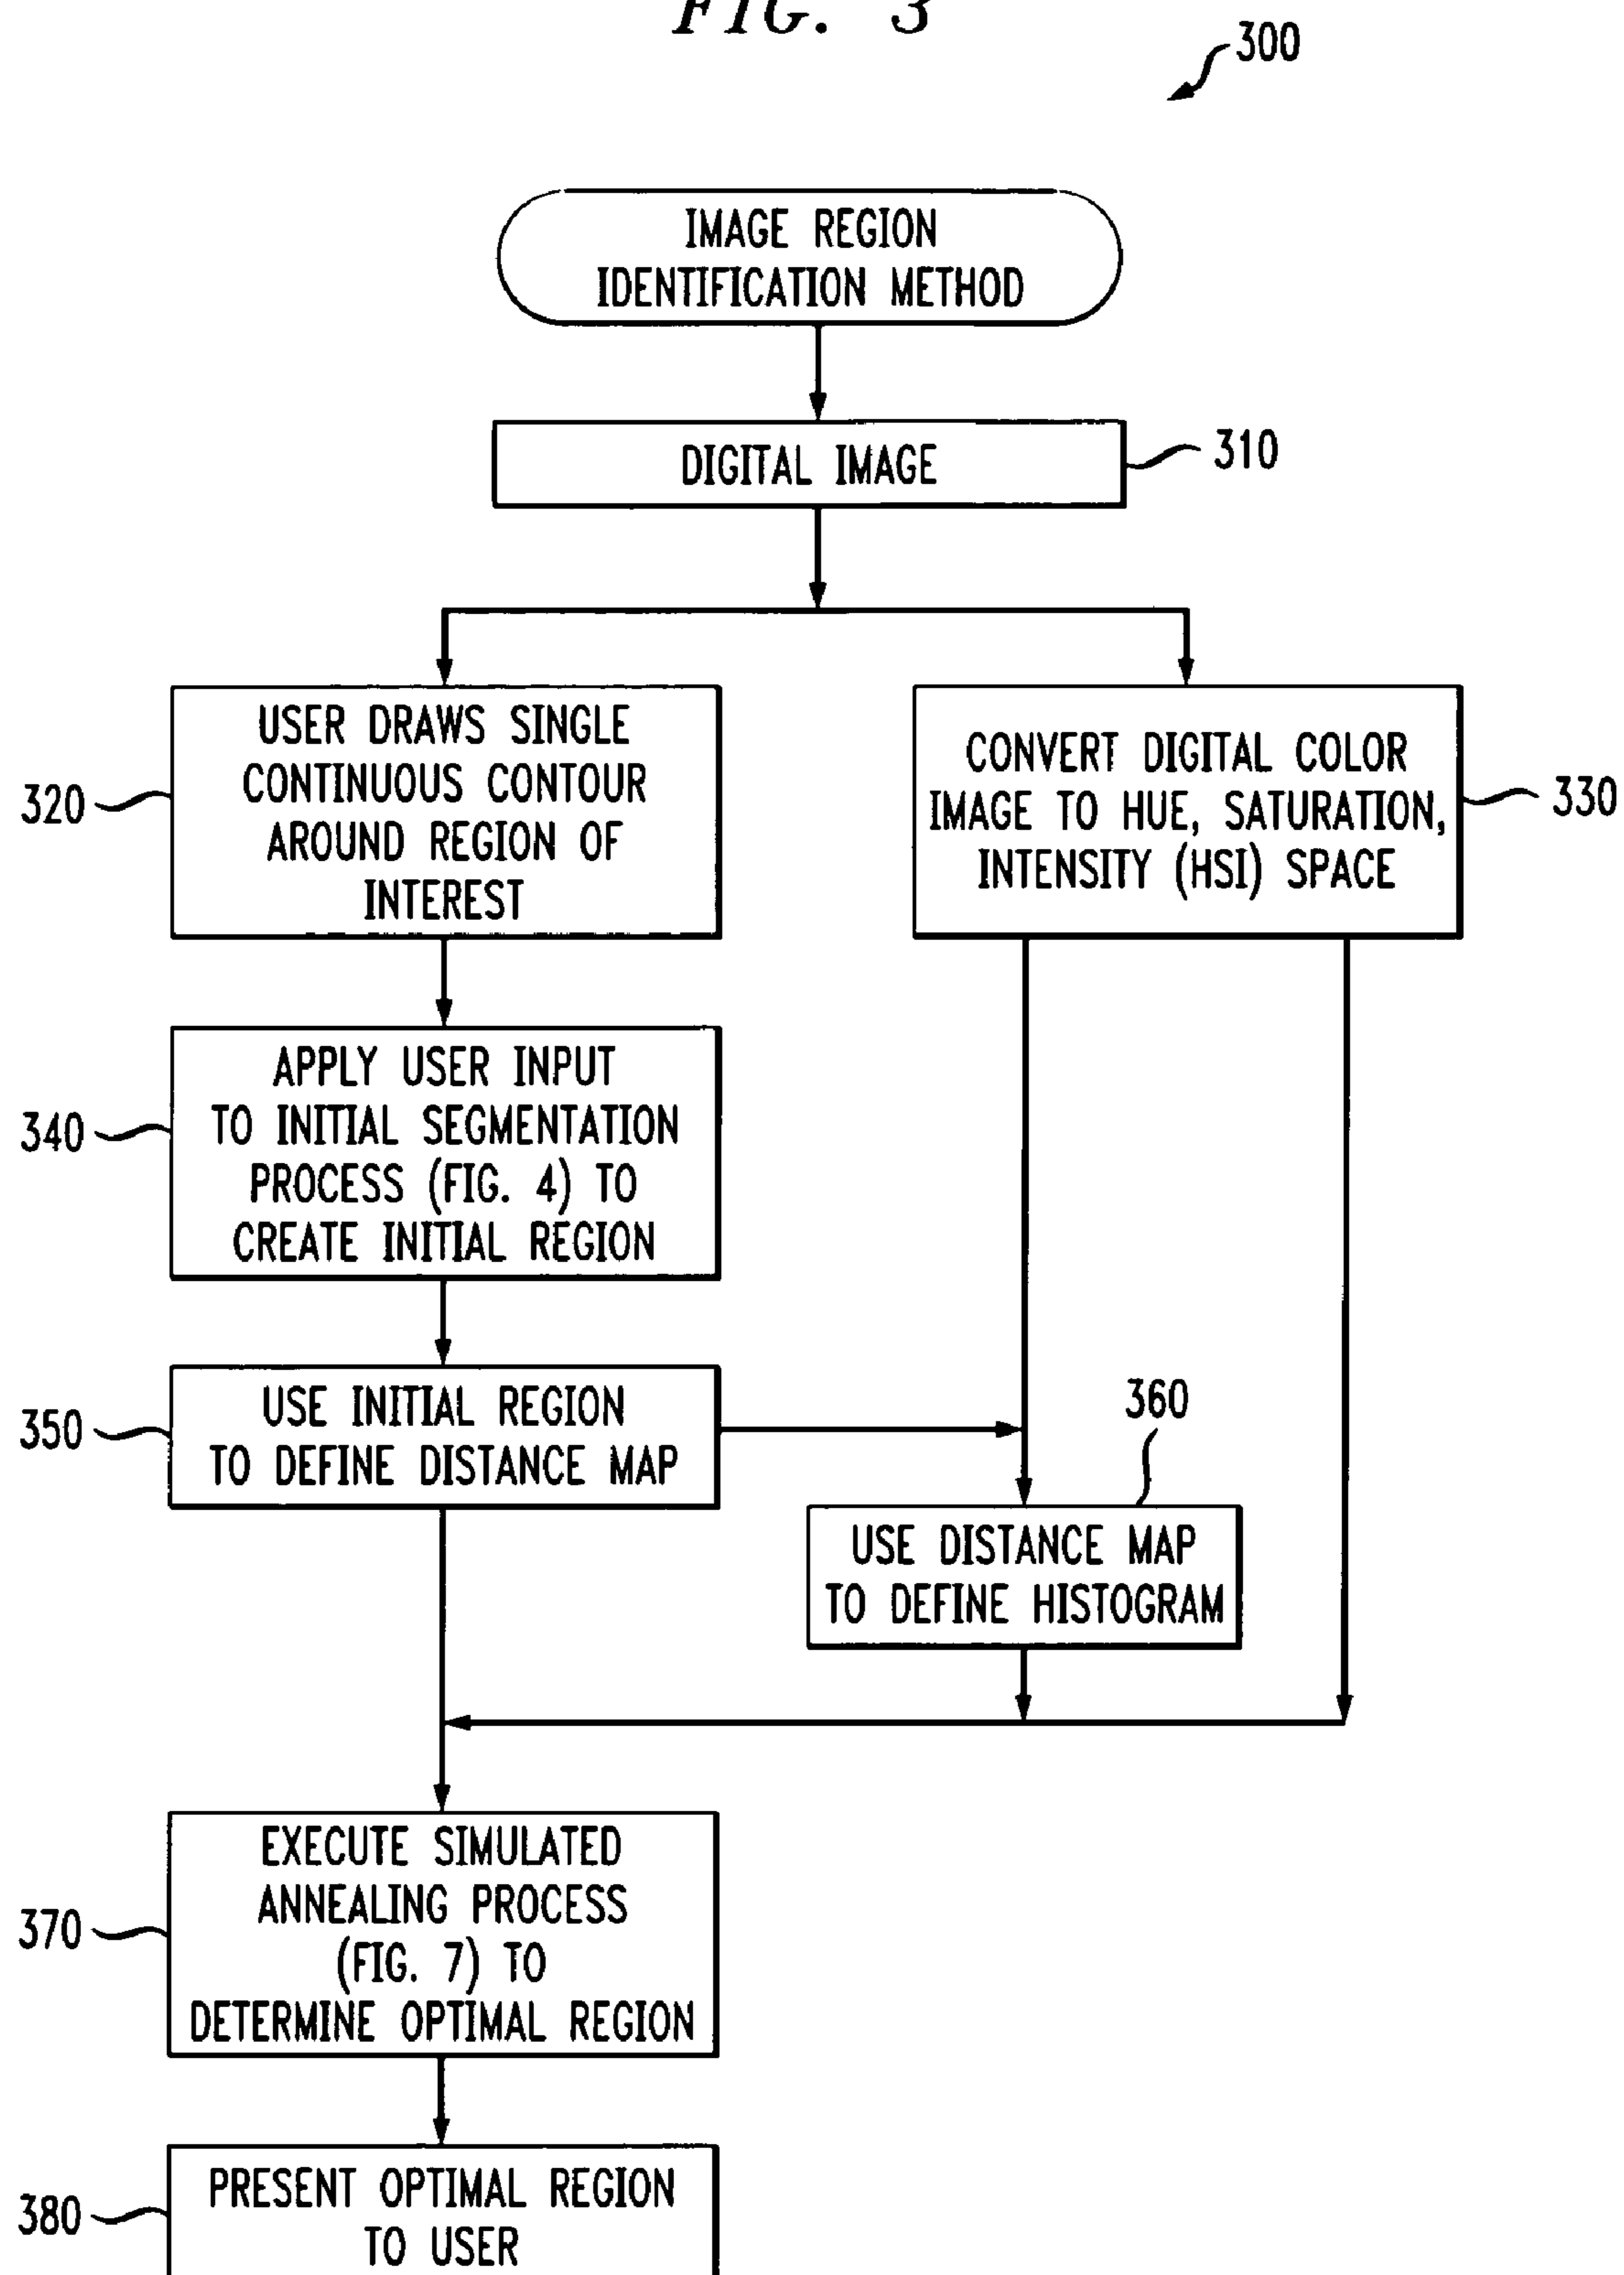 FIG. 3
300
IMAGE REGION
IDENTIFICATION METHOD
DIGITAL IMAGE
310
USER DRAWS SINGLE
CONTINUOUS CONTOUR
AROUND REGION OF
INTEREST
320
CONVERT DIGITAL COLOR
IMAGE TO HUE, SATURATION,
INTENSITY (HSI) SPACE
330
APPLY USER INPUT
TO INITIAL SEGMENTATION
PROCESS (FIG. 4) TO
CREATE INITIAL REGION
340
USE INITIAL REGION
TO DEFINE DISTANCE MAP
350
360
USE DISTANCE MAP
TO DEFINE HISTOGRAM
EXECUTE SIMULATED
ANNEALING PROCESS
(FIG. 7) TO
DETERMINE OPTIMAL REGION
370
PRESENT OPTIMAL REGION
TO USER
380